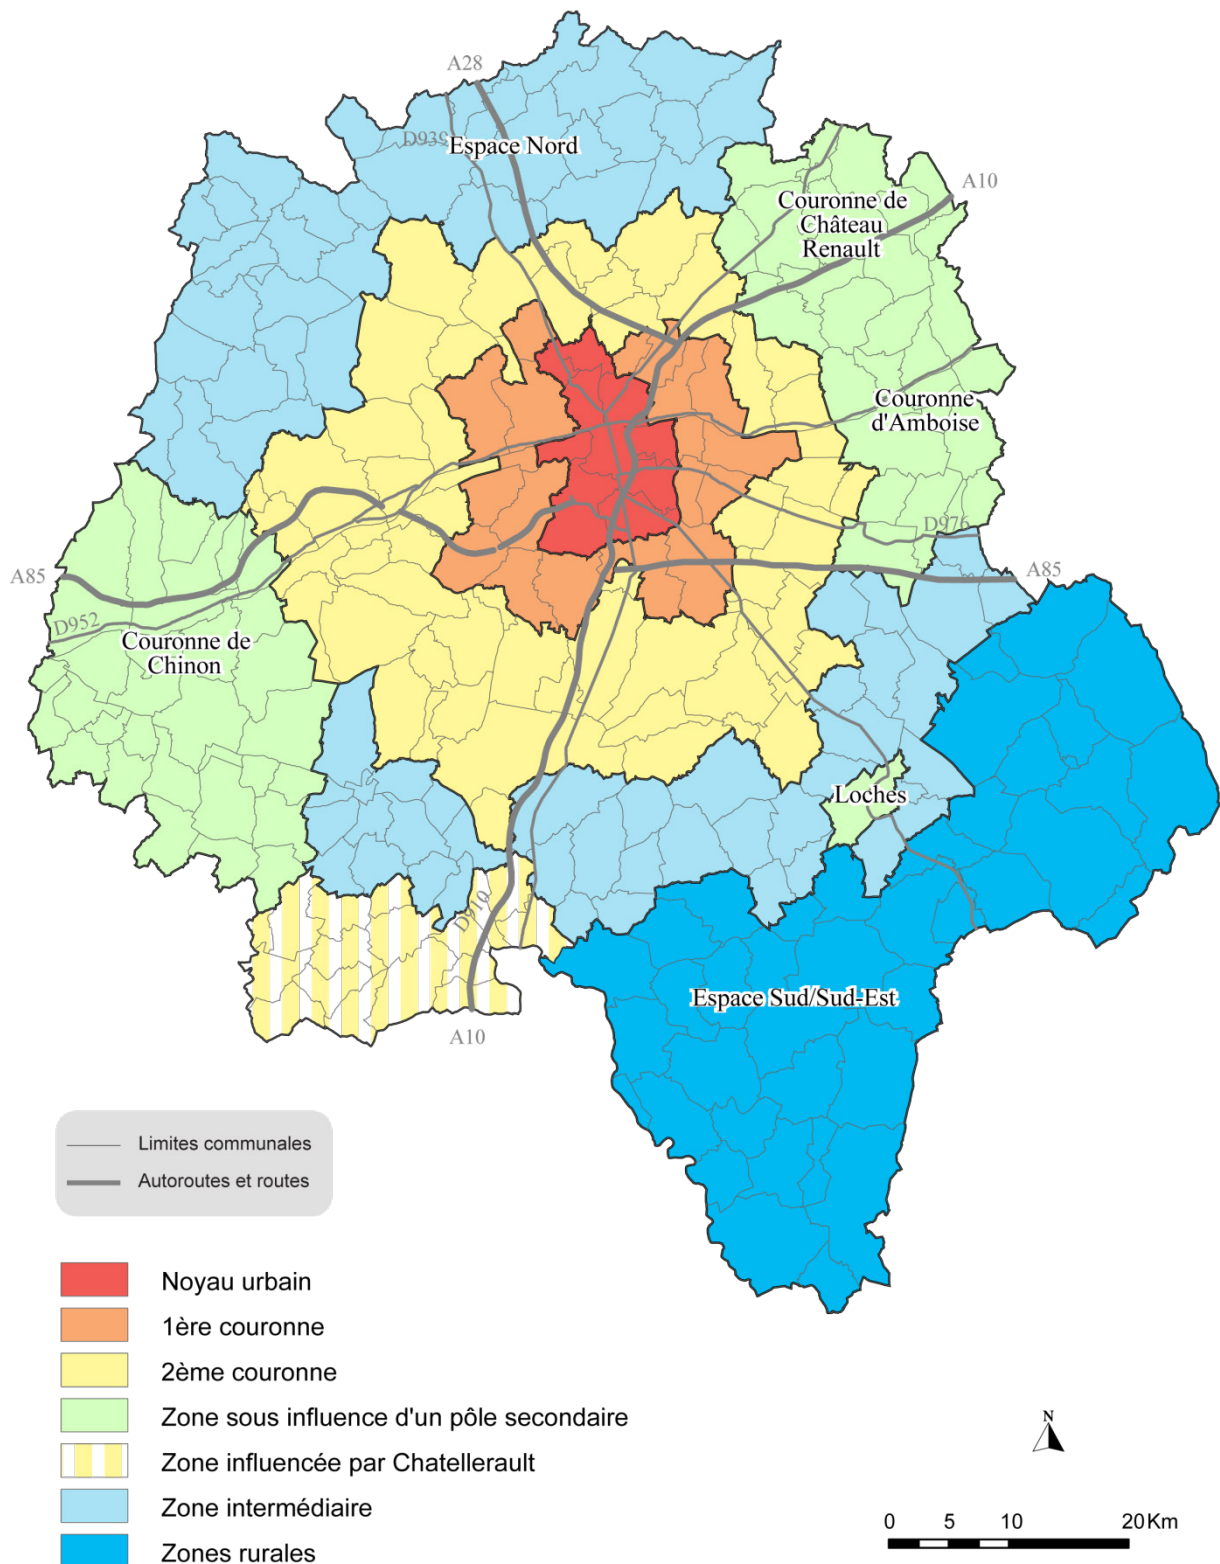 A28
D939
Espace Nord
A10
Couronne de
Château
Renault
Couronne
d'Amboise
D976
A85
A85
D952
Couronne de
Chinon
Loches
D910
Espace Sud/Sud-Est
A10
Limites communales
Autoroutes et routes
Noyau urbain
1ère couronne
2ème couronne
Zone sous influence d'un pôle secondaire
Zone influencée par Chatellerault
Zone intermédiaire
Zones rurales
N
0 5 10 20 Km